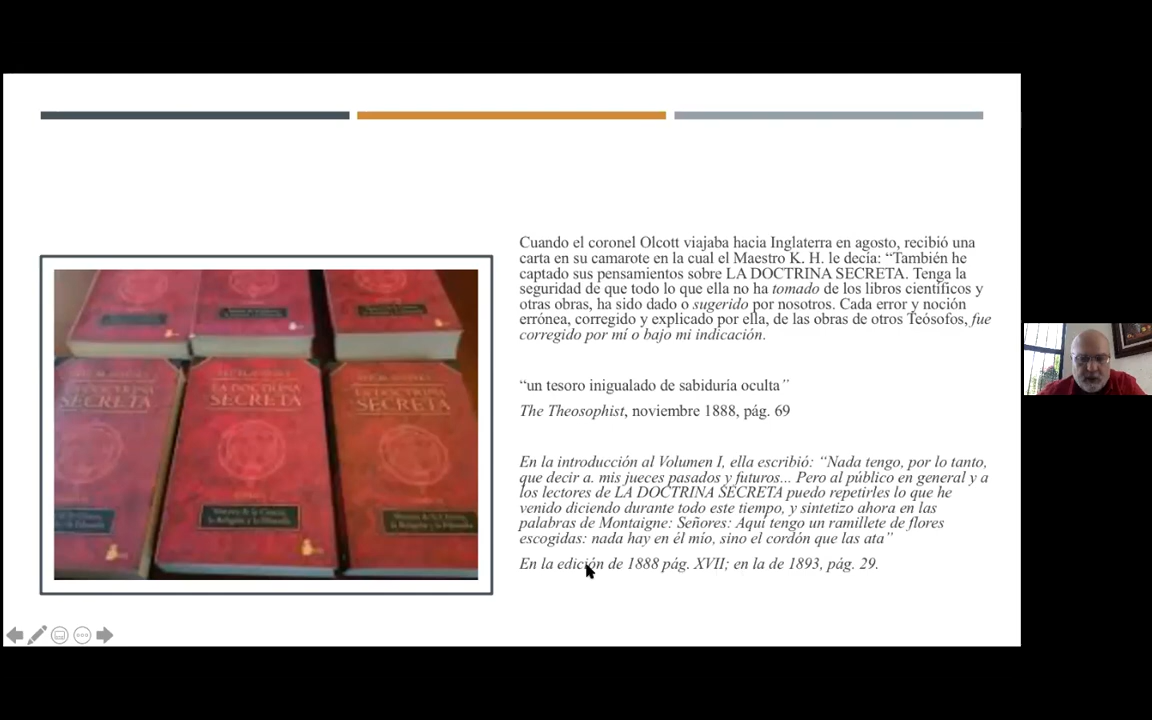 LA DOCTRINA
SECRETA
SECRETA
SECRETA
Cuando el coronel Olcott viajaba hacia Inglaterra en agosto, recibió una
carta en su camarote en la cual el Maestro K. H. le decía: “También he
captado sus pensamientos sobre LA DOCTRINA SECRETA. Tenga la
seguridad de que todo lo que ella no ha tomado de los libros científicos y
otras obras, ha sido dado o sugerido por nosotros. Cada error y noción
errónea, corregido y explicado por ella, de las obras de otros Teósofos, fue
corregido por mí o bajo mi indicación.
“un tesoro inigualado de sabiduría oculta”
The Theosophist, noviembre 1888, pág. 69
En la introducción al Volumen I, ella escribió: “Nada tengo, por lo tanto,
que decir a. mis jueces pasados y futuros... Pero al público en general y a
los lectores de LA DOCTRINA SECRETA puedo repetirles lo que he
venido diciendo durante todo este tiempo, y sintetizo ahora en las
palabras de Montaigne: Señores: Aquí tengo un ramillete de flores
escogidas: nada hay en él mío, sino el cordón que las ata”
En la edición de 1888 pág. XVII; en la de 1893, pág. 29.